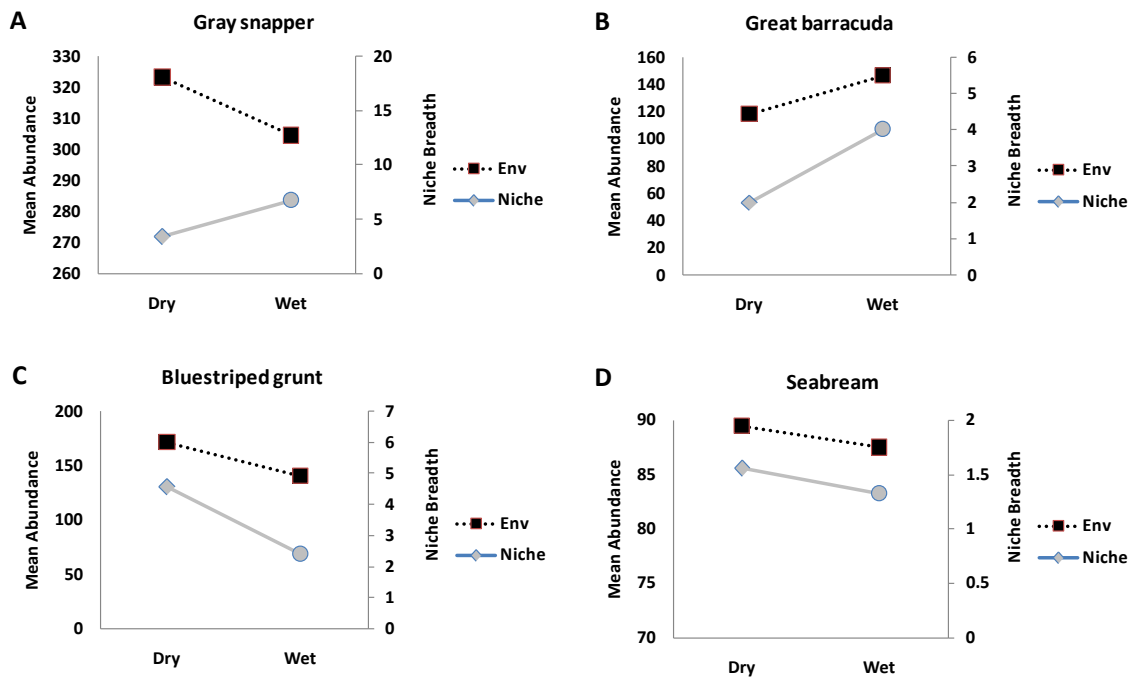 A
Gray snapper
Mean Abundance
330
320
310
300
290
280
270
260
20
15
10
5
0
Niche Breadth
Dry
Wet
Env
Niche
B
Great barracuda
Mean Abundance
160
140
120
100
80
60
40
20
0
6
5
4
3
2
1
0
Niche Breadth
Dry
Wet
Env
Niche
C
Bluestriped grunt
Mean Abundance
200
150
100
50
0
7
6
5
4
3
2
1
0
Niche Breadth
Dry
Wet
Env
Niche
D
Seabream
Mean Abundance
90
85
80
75
70
2
1.5
1
0.5
0
Niche Breadth
Dry
Wet
Env
Niche